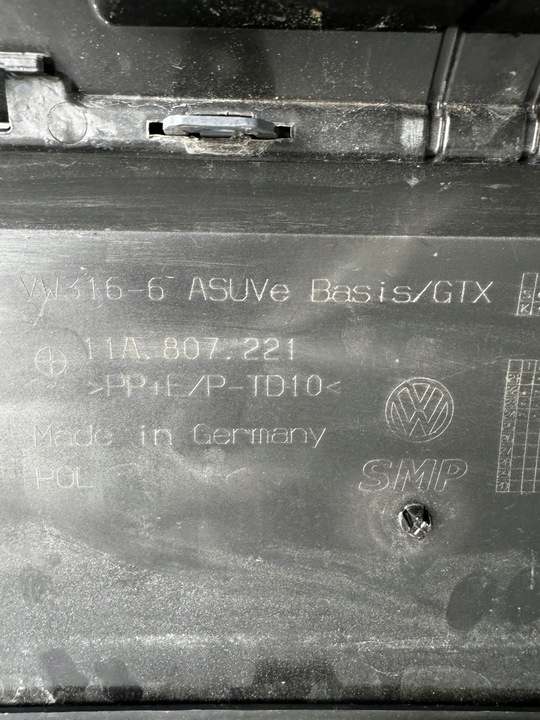 VW316-6 ASUVe Basis/GTX
11A.807.221
>PP+E/P-TD10<
Made in Germany
POL
SMP